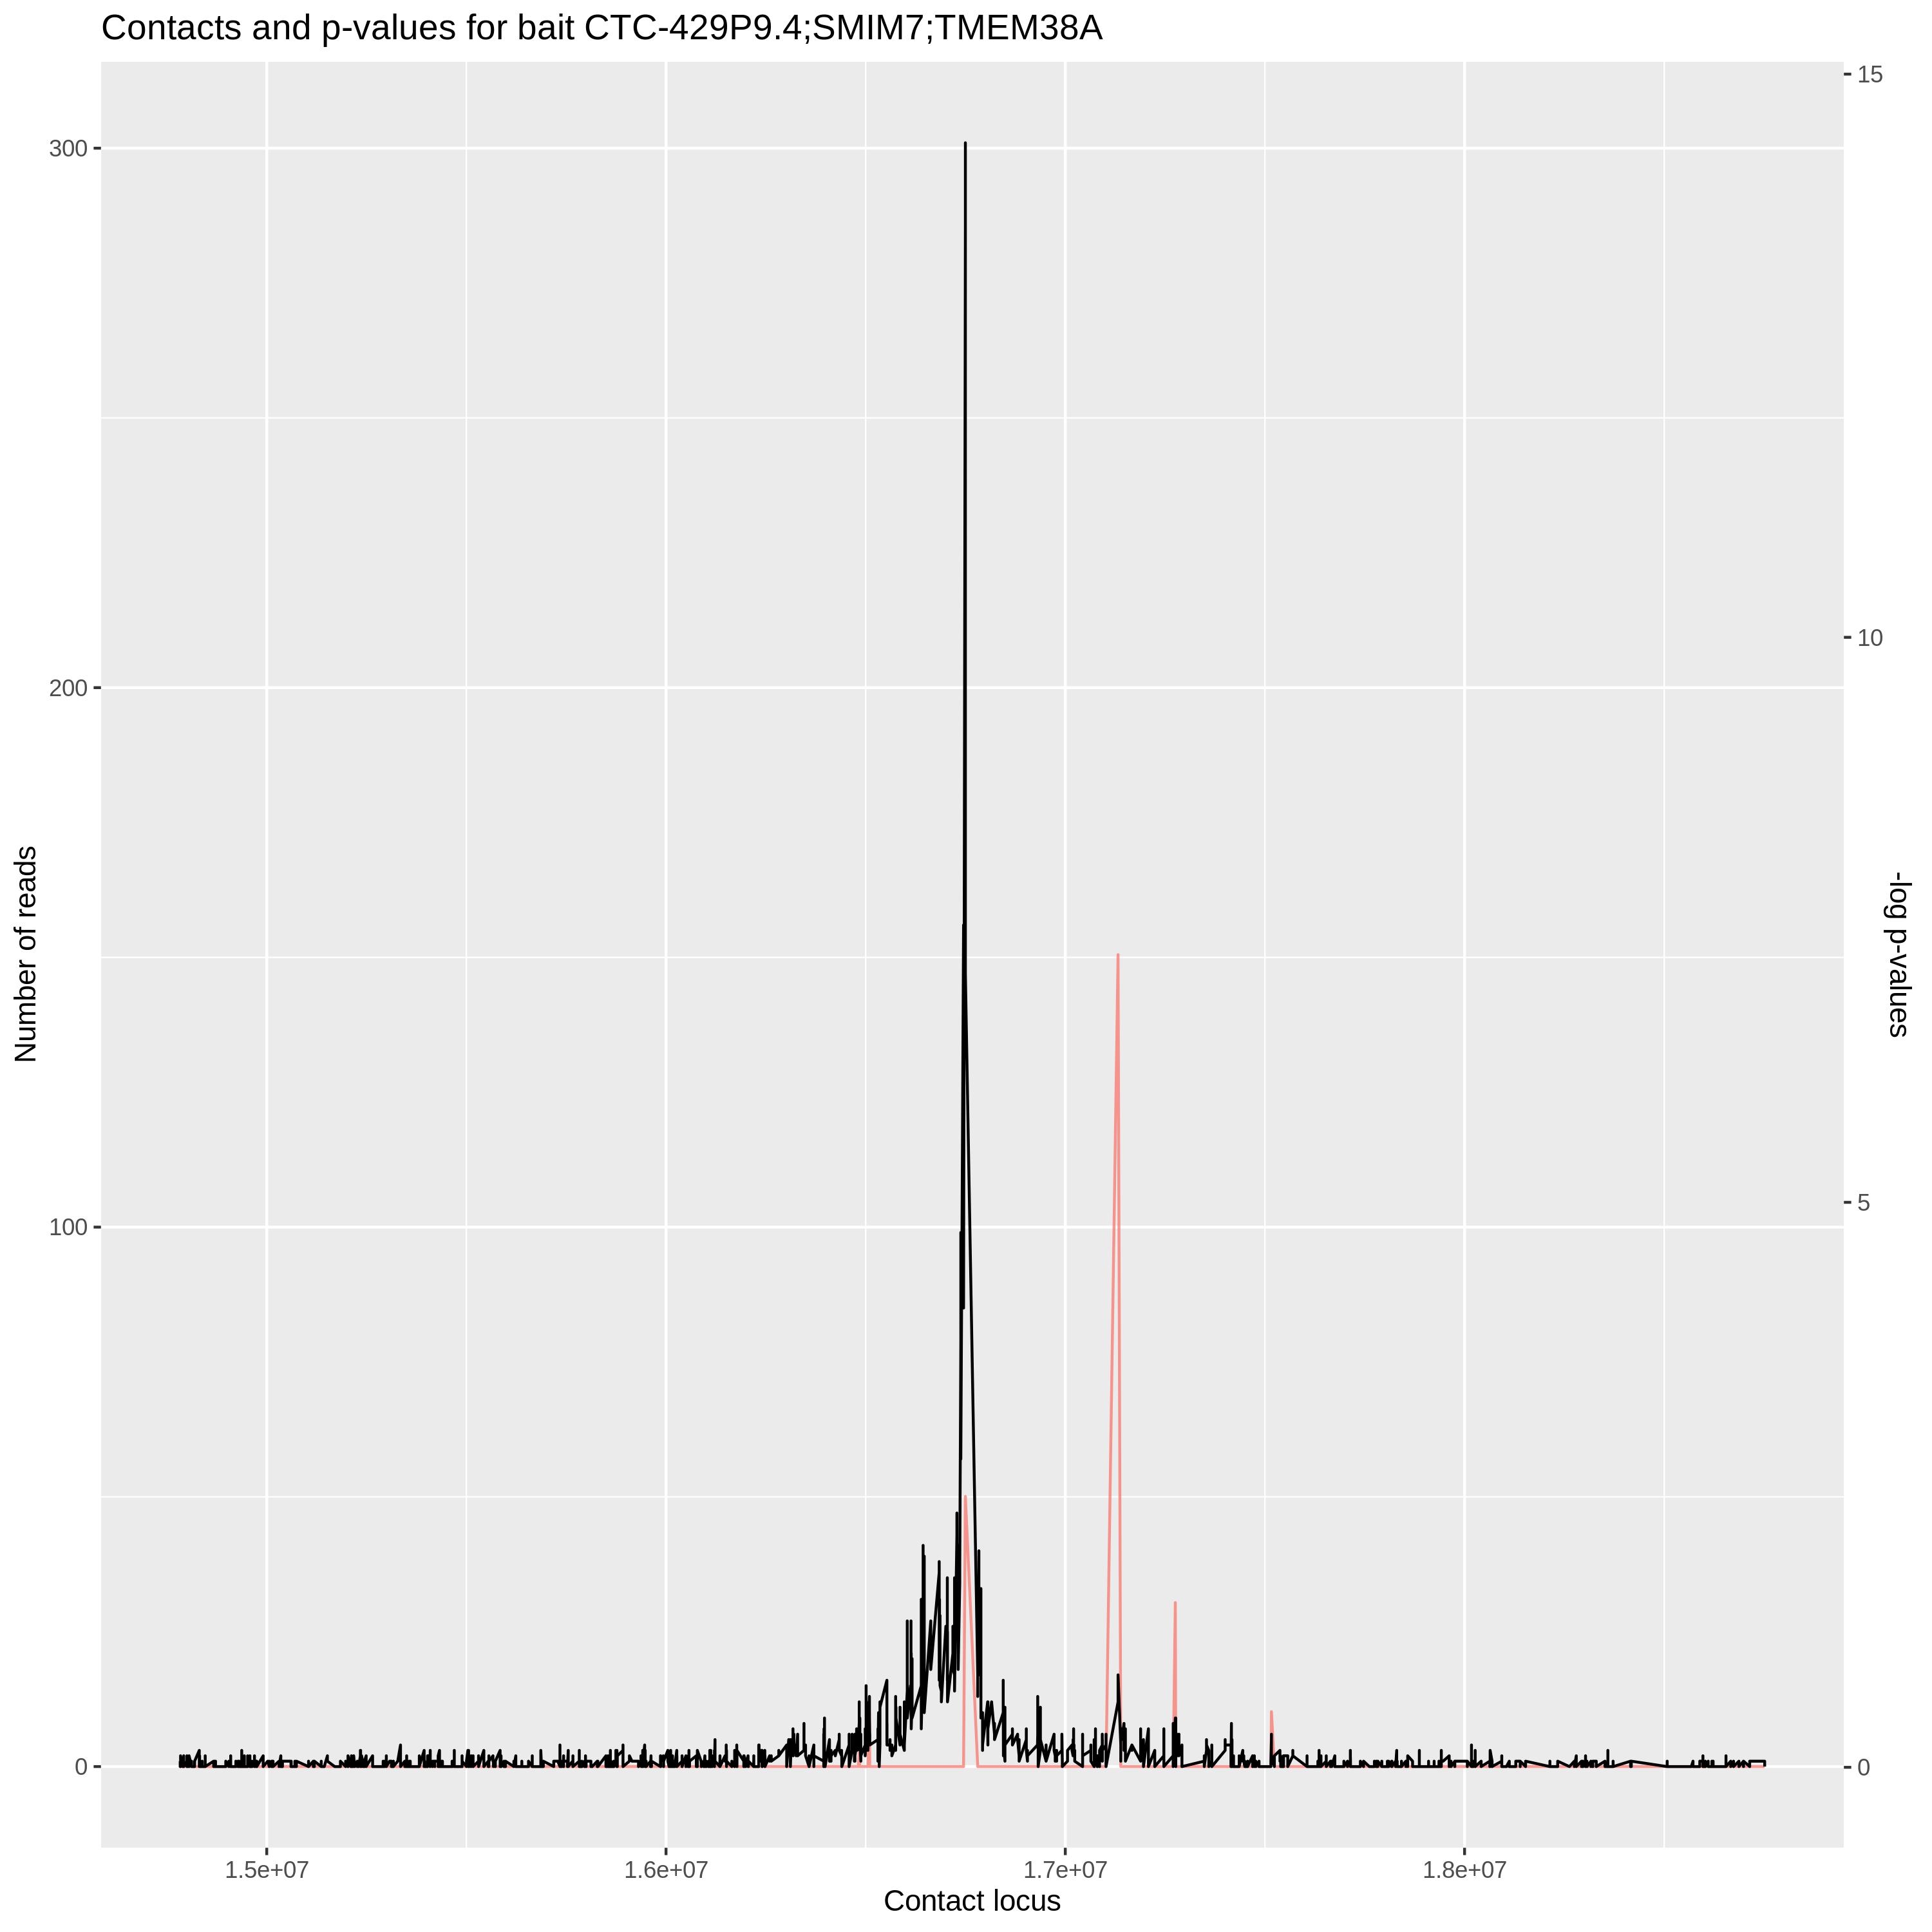 Contacts and p-values for bait CTC-429P9.4;SMIM7;TMEM38A
15
300
10
200
Number of reads
-log p-values
5
100
0
0
1.5e+07
1.6e+07
1.7e+07
1.8e+07
Contact locus